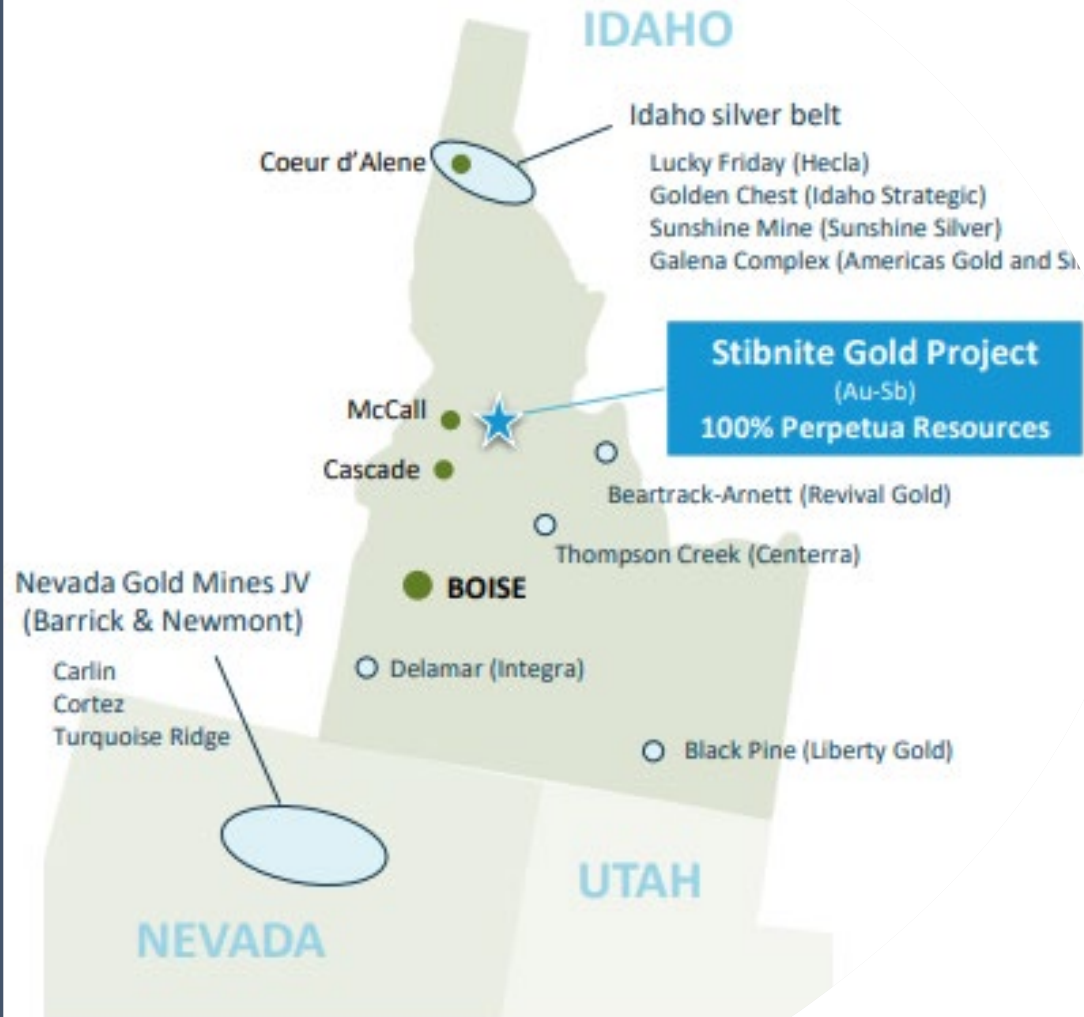 IDAHO
Idaho silver belt
Coeur d'Alene
Lucky Friday (Hecla)
Golden Chest (Idaho Strategic)
Sunshine Mine (Sunshine Silver)
Galena Complex (Americas Gold and
Stibnite Gold Project
(Au-Sb)
100% Perpetua Resources
McCall
Cascade
Beartrack-Arnett (Revival Gold)
Thompson Creek (Centerra)
Nevada Gold Mines JV
(Barrick & Newmont)
BOISE
Carlin
Cortez
Turquoise Ridge
Delamar (Integra)
Black Pine (Liberty Gold)
UTAH
NEVADA